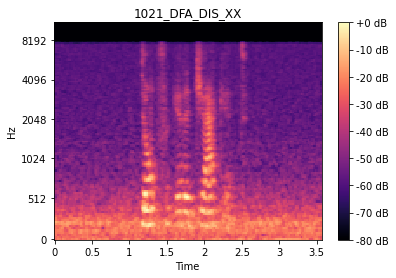 1021_DFA_DIS_XX
Hz
8192
4096
2048
1024
512
0
0 0.5 1 1.5 2 2.5 3 3.5
Time
+0 dB
-10 dB
-20 dB
-30 dB
-40 dB
-50 dB
-60 dB
-70 dB
-80 dB